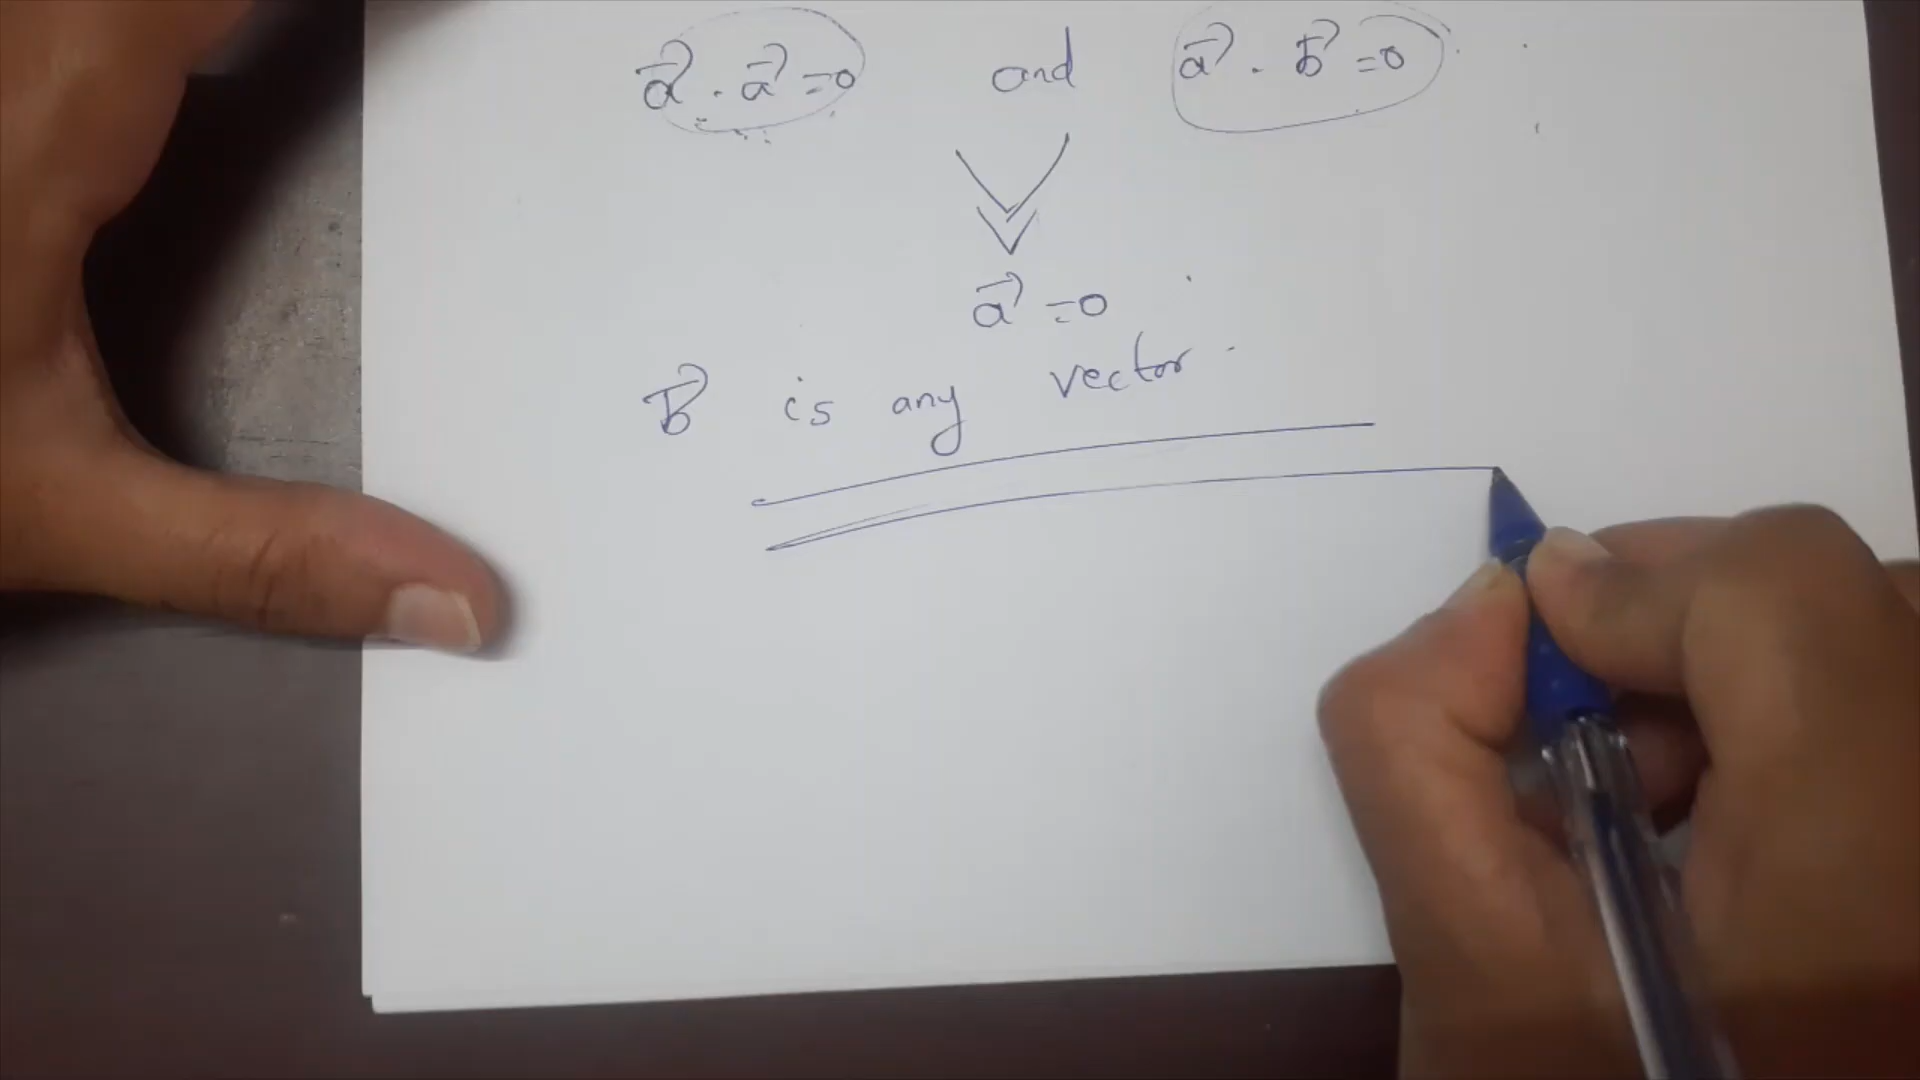 a⃗ . a⃗ =0 and a⃗ . b⃗ =0
a⃗ =0
b⃗ is any vector.